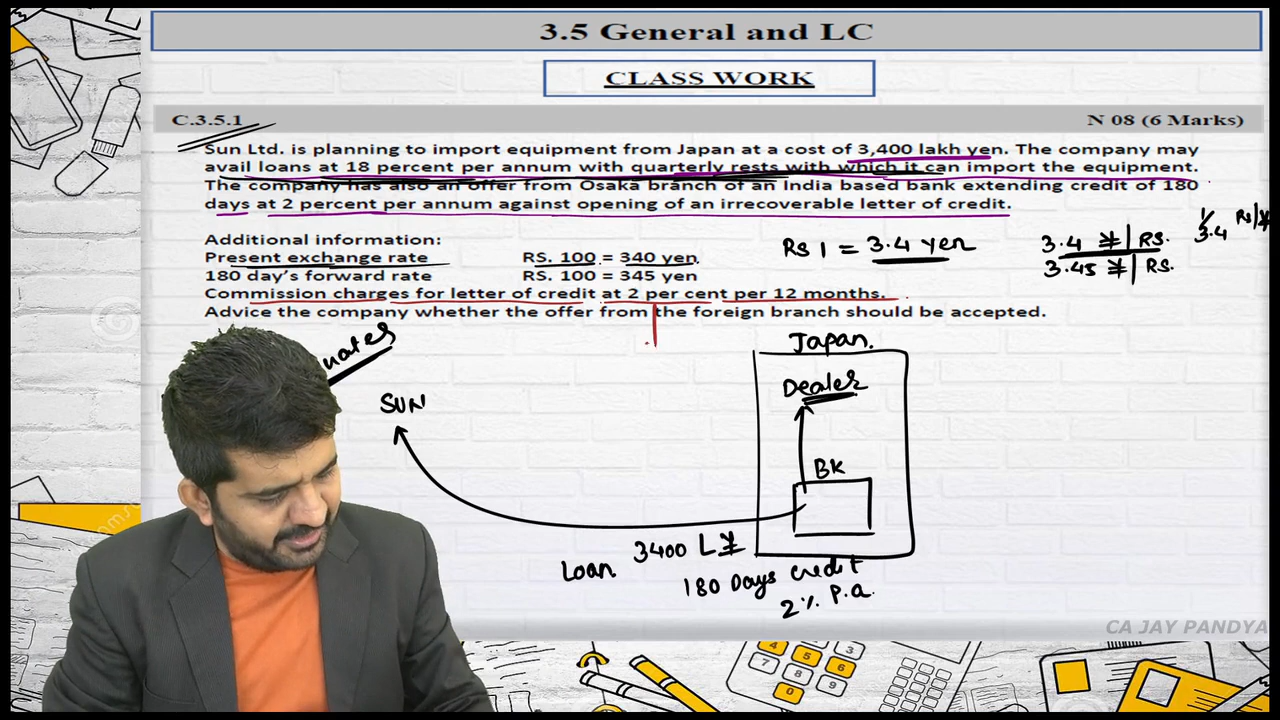 3.5 General and LC
CLASS WORK
C.3.5.1 N 08 (6 Marks)
Sun Ltd. is planning to import equipment from Japan at a cost of 3,400 lakh yen. The company may
avail loans at 18 percent per annum with quarterly rests with which it can import the equipment.
The company has also an offer from Osaka branch of an India based bank extending credit of 180
days at 2 percent per annum against opening of an irrecoverable letter of credit.
Additional information:
Present exchange rate RS. 100 = 340 yen.
180 day's forward rate RS. 100 = 345 yen
Commission charges for letter of credit at 2 per cent per 12 months.
Advice the company whether the offer from the foreign branch should be accepted.
RS 1 = 3.4 yen
3.4 ¥/RS.
3.45 ¥/RS.
1/3.4 RS/¥
SUN
Japan.
Dealer
BK
Loan 3400 L¥
180 Days credit
2% P.a.
CA JAY PANDYA